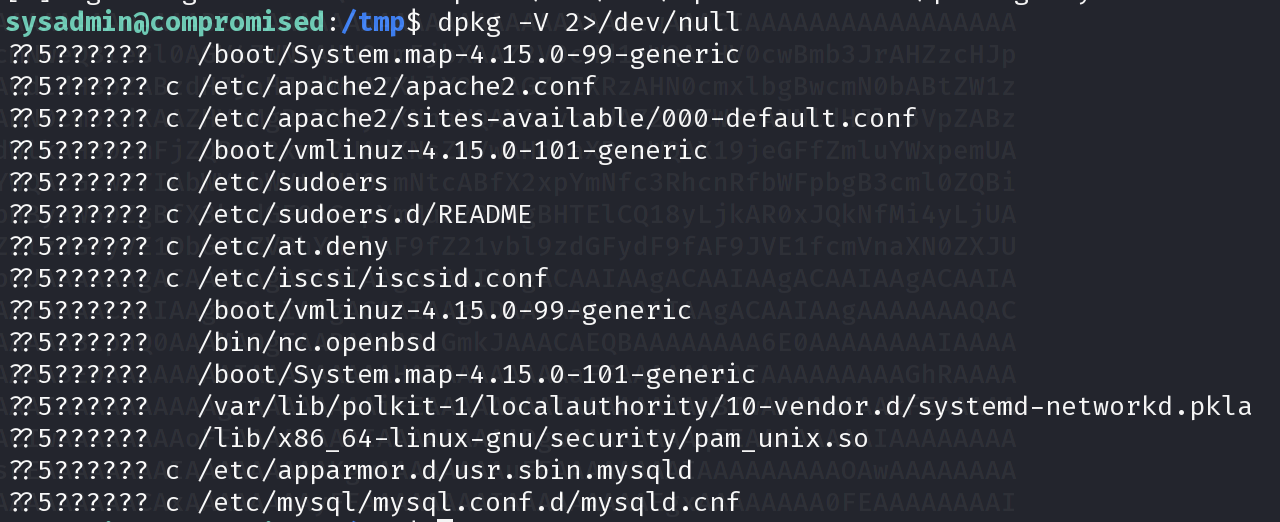 sysadmin@compromised:/tmp$ dpkg -V 2>/dev/null
??5??????   /boot/System.map-4.15.0-99-generic
??5?????? c /etc/apache2/apache2.conf
??5?????? c /etc/apache2/sites-available/000-default.conf
??5??????   /boot/vmlinuz-4.15.0-101-generic
??5?????? c /etc/sudoers
??5?????? c /etc/sudoers.d/README
??5?????? c /etc/at.deny
??5?????? c /etc/iscsi/iscsid.conf
??5??????   /boot/vmlinuz-4.15.0-99-generic
??5??????   /bin/nc.openbsd
??5??????   /boot/System.map-4.15.0-101-generic
??5??????   /var/lib/polkit-1/localauthority/10-vendor.d/systemd-networkd.pkla
??5??????   /lib/x86_64-linux-gnu/security/pam_unix.so
??5?????? c /etc/apparmor.d/usr.sbin.mysqld
??5?????? c /etc/mysql/mysql.conf.d/mysqld.cnf